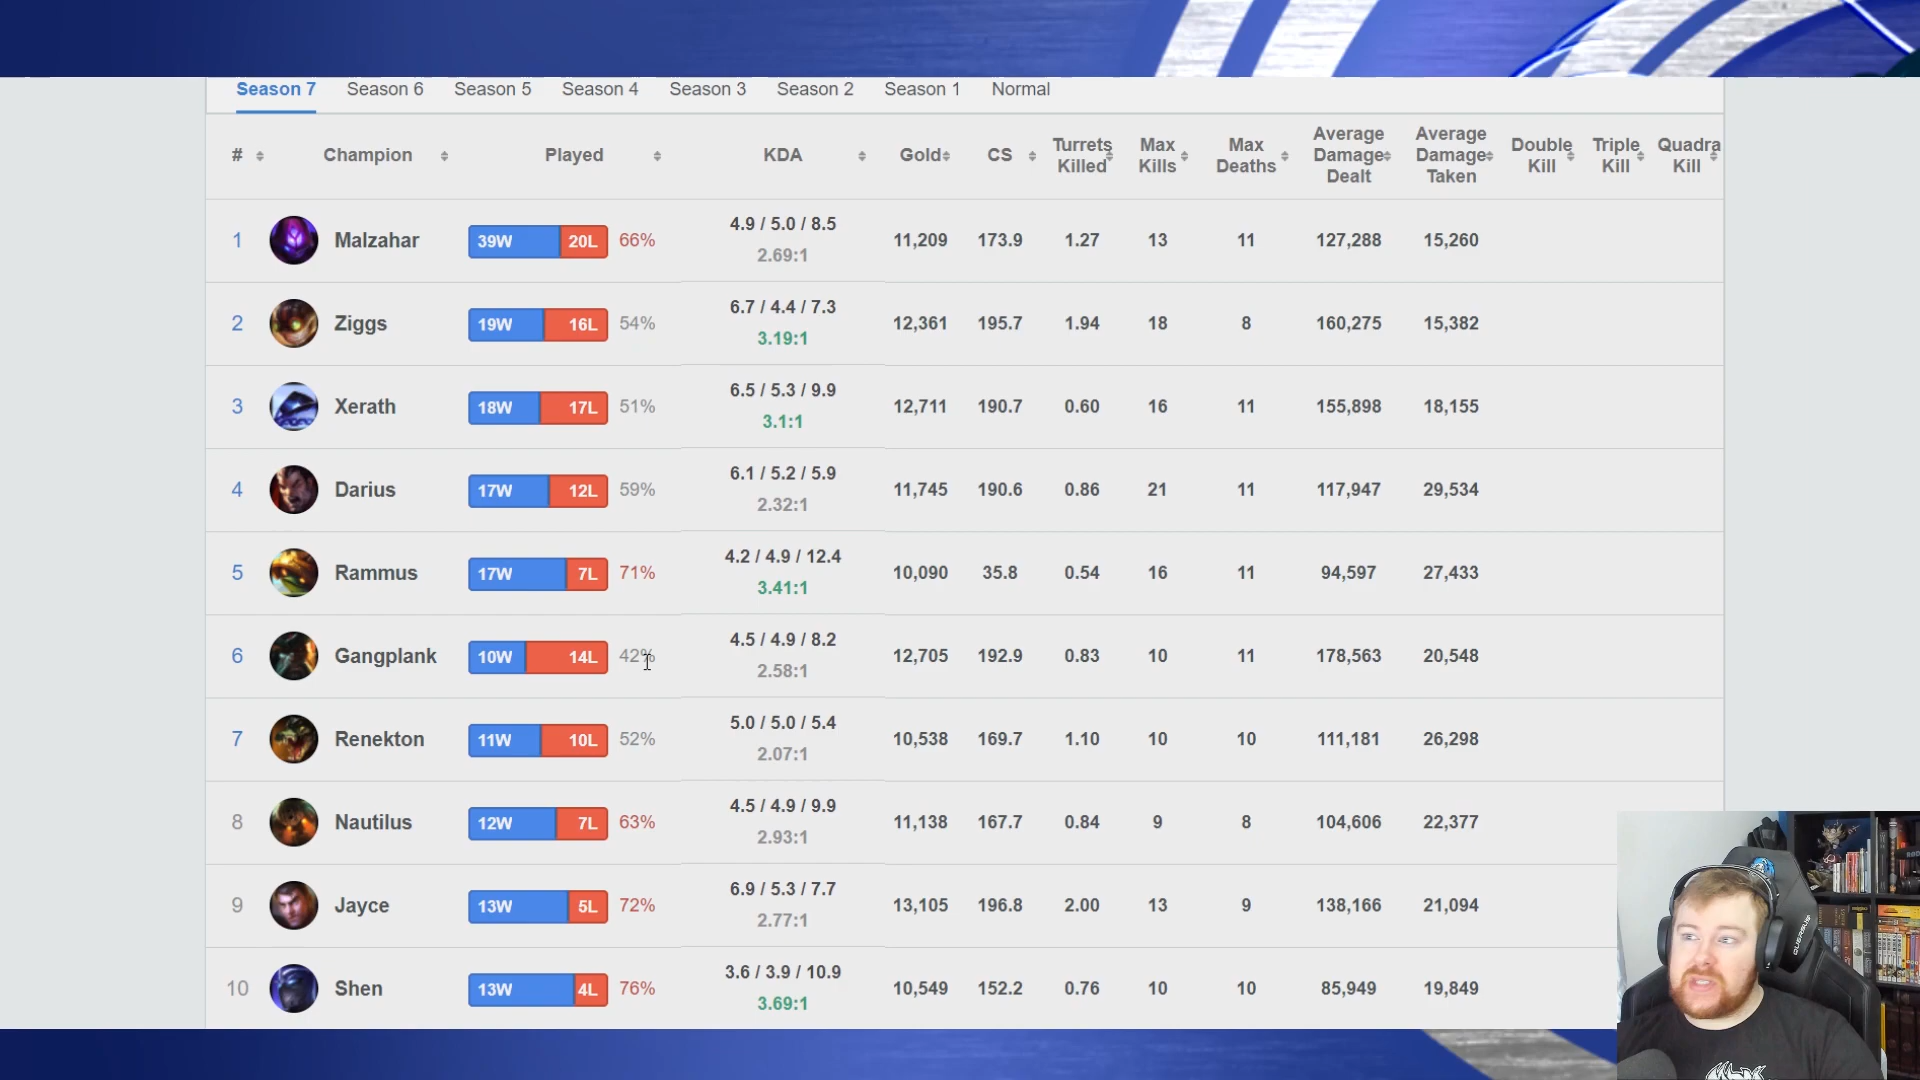 Season 7 Season 6 Season 5 Season 4 Season 3 Season 2 Season 1 Normal
# Champion Played KDA Gold CS Turrets Killed Max Kills Max Deaths Average Damage Dealt Average Damage Taken Double Kill Triple Kill Quadra Kill
1 Malzahar 39W 20L 66% 4.9 / 5.0 / 8.5 2.69:1 11,209 173.9 1.27 13 11 127,288 15,260
2 Ziggs 19W 16L 54% 6.7 / 4.4 / 7.3 3.19:1 12,361 195.7 1.94 18 8 160,275 15,382
3 Xerath 18W 17L 51% 6.5 / 5.3 / 9.9 3.1:1 12,711 190.7 0.60 16 11 155,898 18,155
4 Darius 17W 12L 59% 6.1 / 5.2 / 5.9 2.32:1 11,745 190.6 0.86 21 11 117,947 29,534
5 Rammus 17W 7L 71% 4.2 / 4.9 / 12.4 3.41:1 10,090 35.8 0.54 16 11 94,597 27,433
6 Gangplank 10W 14L 42% 4.5 / 4.9 / 8.2 2.58:1 12,705 192.9 0.83 10 11 178,563 20,548
7 Renekton 11W 10L 52% 5.0 / 5.0 / 5.4 2.07:1 10,538 169.7 1.10 10 10 111,181 26,298
8 Nautilus 12W 7L 63% 4.5 / 4.9 / 9.9 2.93:1 11,138 167.7 0.84 9 8 104,606 22,377
9 Jayce 13W 5L 72% 6.9 / 5.3 / 7.7 2.77:1 13,105 196.8 2.00 13 9 138,166 21,094
10 Shen 13W 4L 76% 3.6 / 3.9 / 10.9 3.69:1 10,549 152.2 0.76 10 10 85,949 19,849